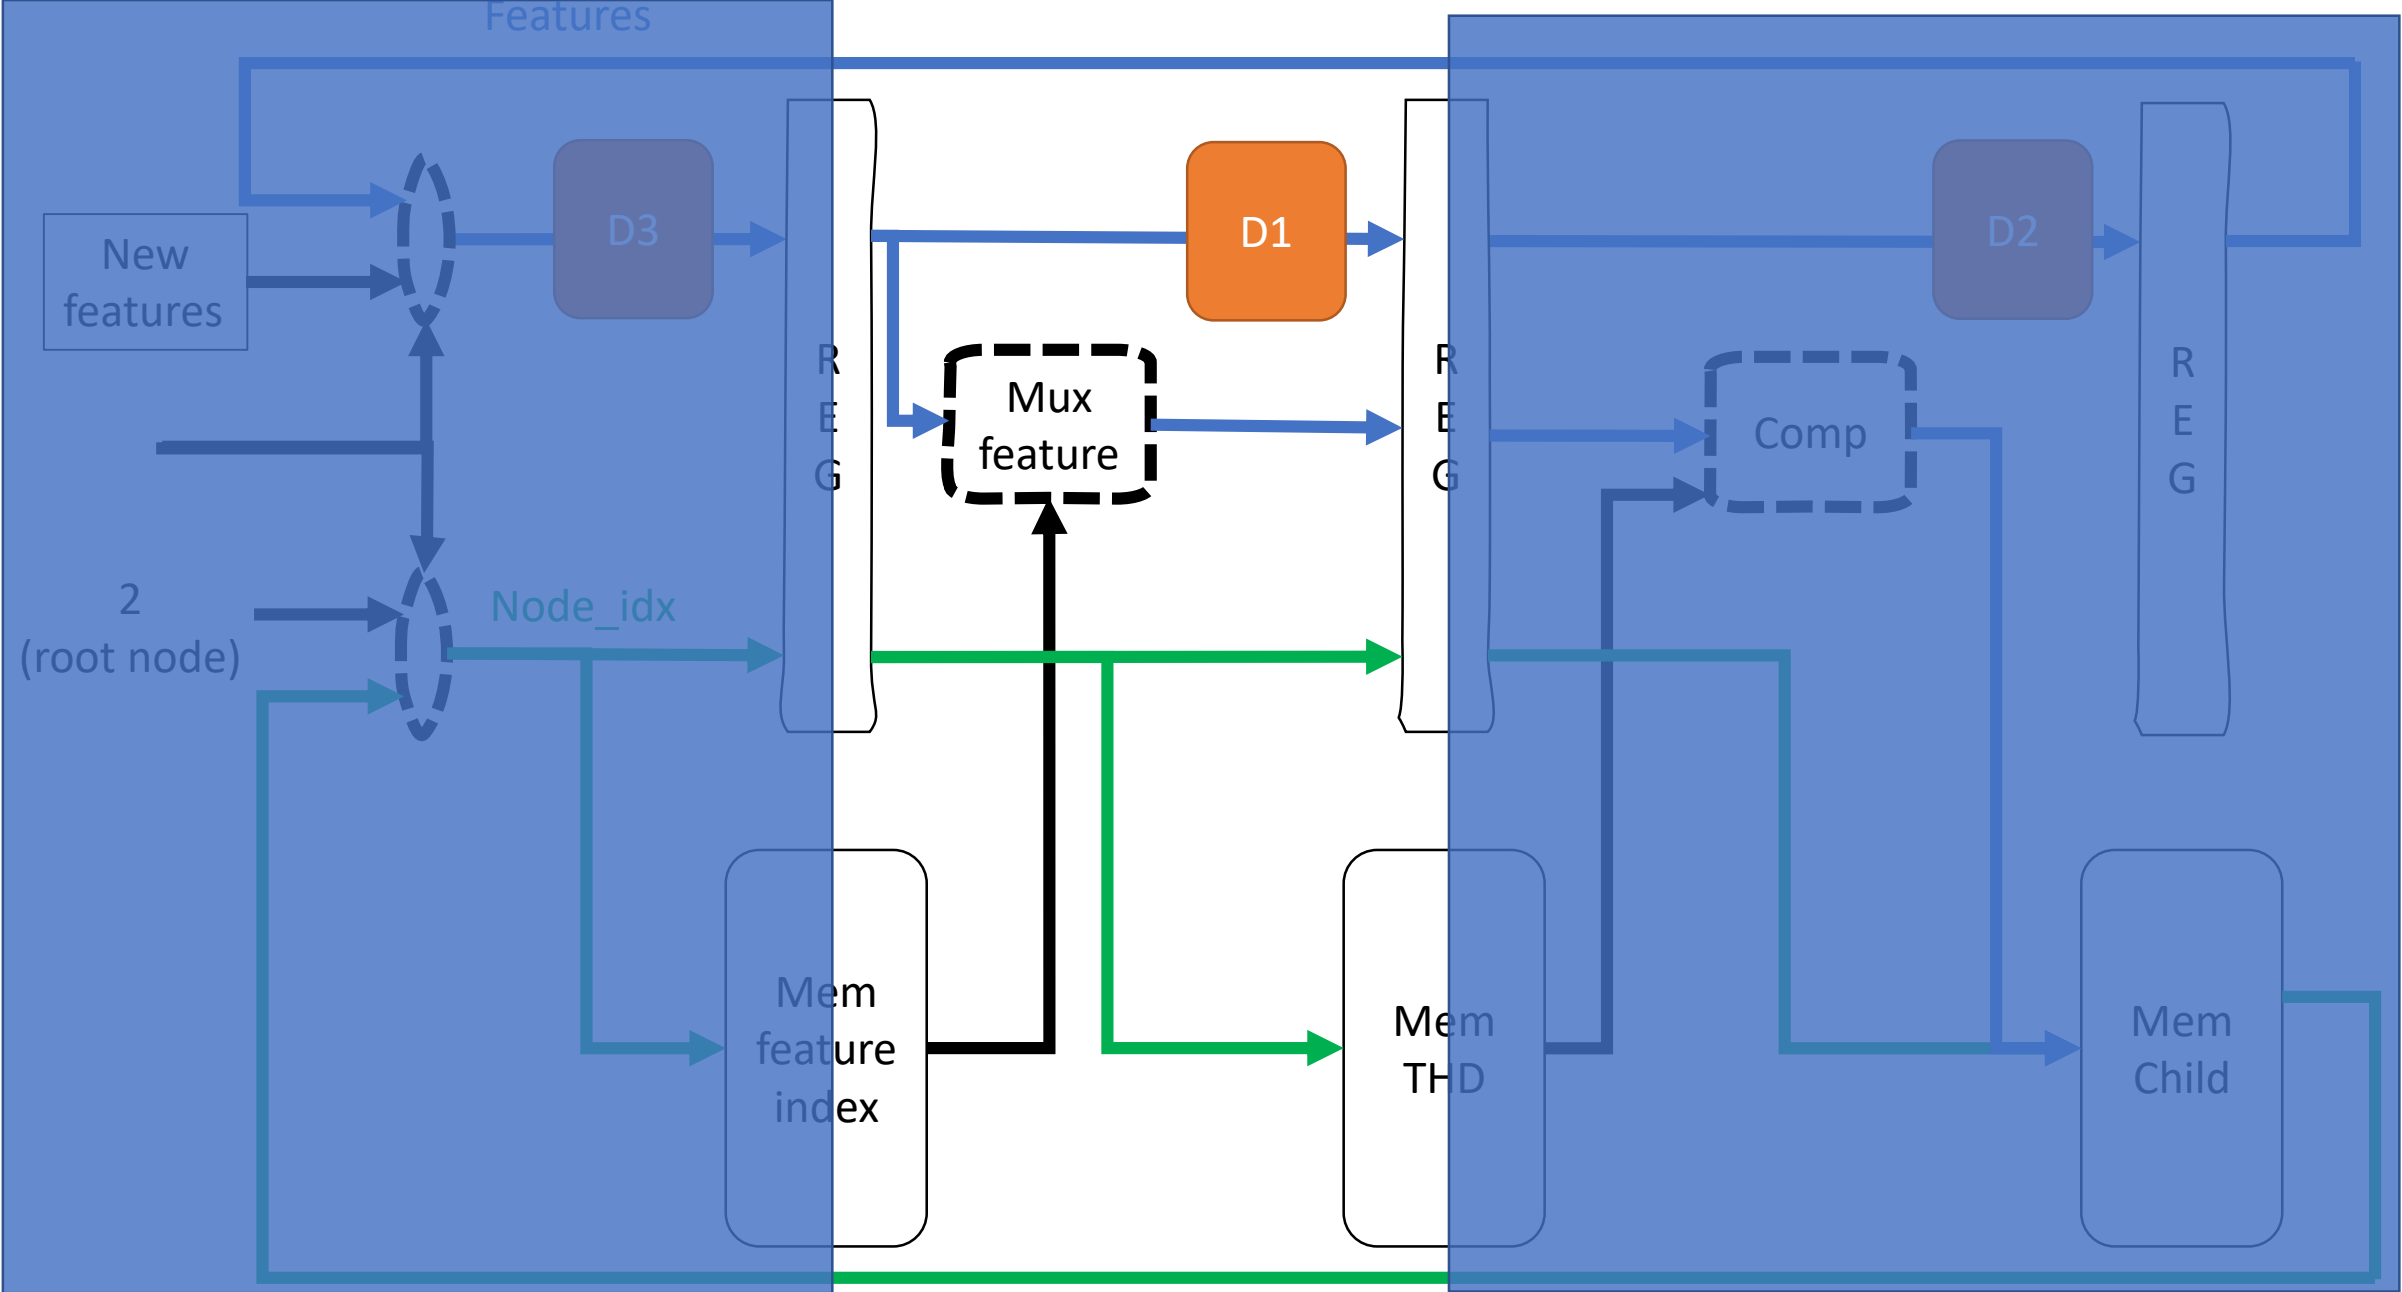 Features
D3
D1
D2
New
features
R
E
G
Mux
feature
R
E
G
Comp
R
E
G
2
(root node)
Node_idx
Mem
feature
index
Mem
THD
Mem
Child